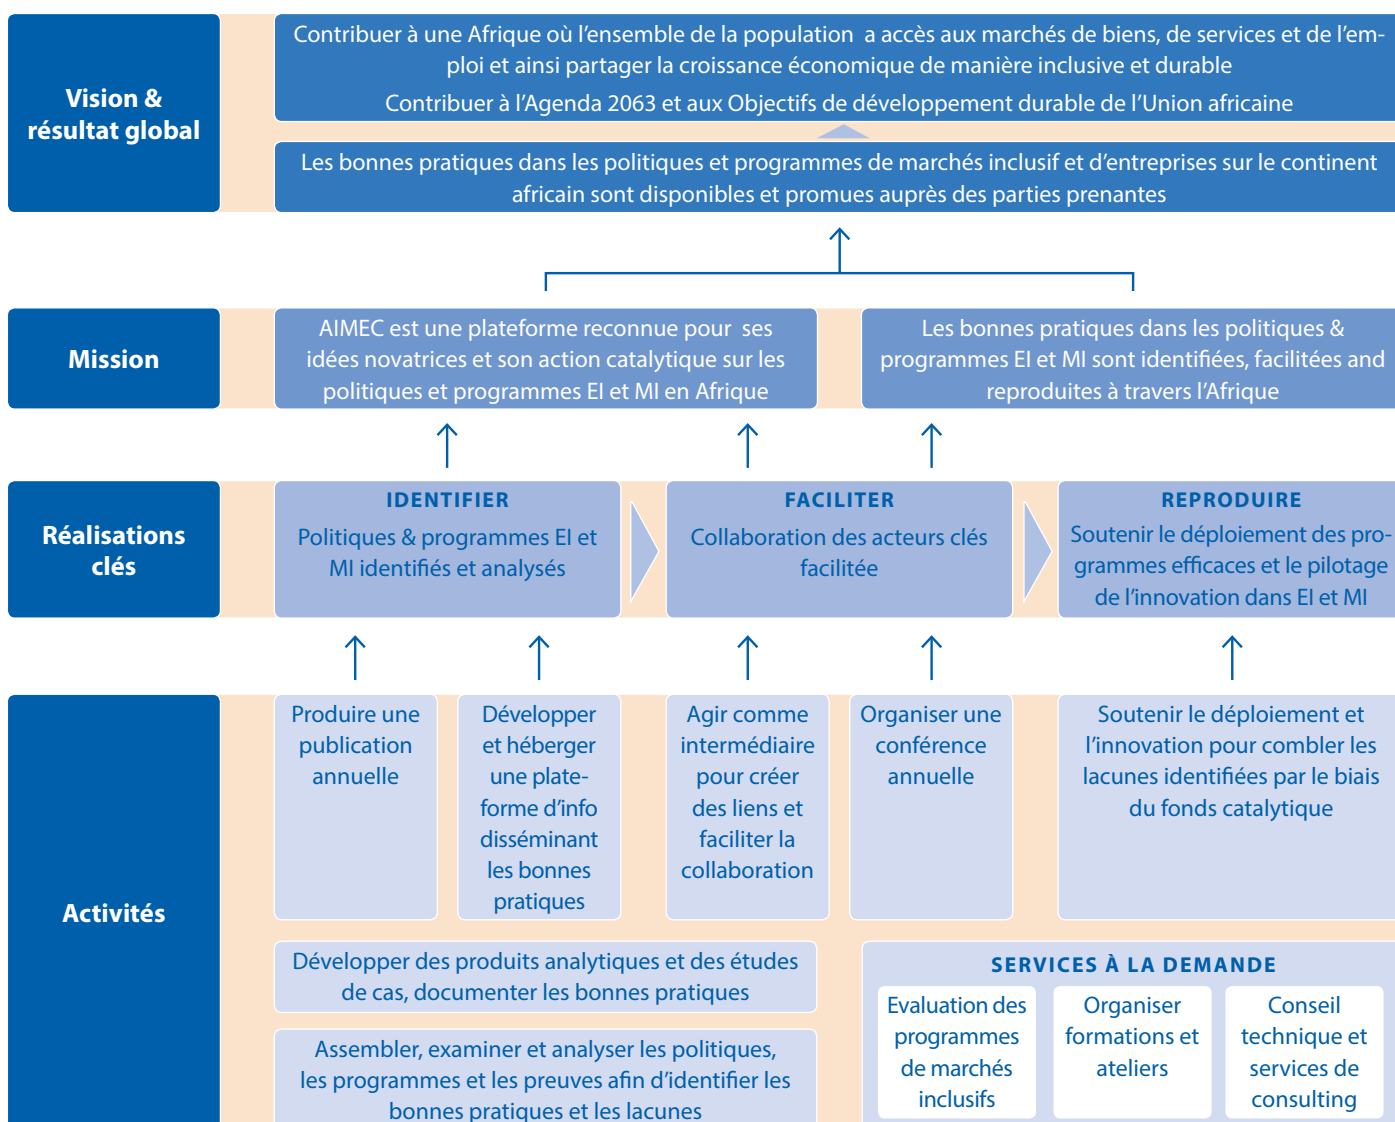 Vision &
résultat global
Contribuer à une Afrique où l'ensemble de la population a accès aux marchés de biens, de services et de l'em-
ploi et ainsi partager la croissance économique de manière inclusive et durable
Contribuer à l'Agenda 2063 et aux Objectifs de développement durable de l'Union africaine
Les bonnes pratiques dans les politiques et programmes de marchés inclusif et d'entreprises sur le continent
africain sont disponibles et promues auprès des parties prenantes
Mission
AIMEC est une plateforme reconnue pour ses
idées novatrices et son action catalytique sur les
politiques et programmes EI et MI en Afrique
Les bonnes pratiques dans les politiques &
programmes EI et MI sont identifiées, facilitées and
reproduites à travers l'Afrique
Réalisations
clés
IDENTIFIER
Politiques & programmes EI et
MI identifiés et analysés
FACILITER
Collaboration des acteurs clés
facilitée
REPRODUIRE
Soutenir le déploiement des pro-
grammes efficaces et le pilotage
de l'innovation dans EI et MI
Activités
Produire une
publication
annuelle
Développer
et héberger
une plate-
forme d'info
disséminant
les bonnes
pratiques
Agir comme
intermédiaire
pour créer
des liens et
faciliter la
collaboration
Organiser une
conférence
annuelle
Soutenir le déploiement et
l'innovation pour combler les
lacunes identifiées par le biais
du fonds catalytique
Développer des produits analytiques et des études
de cas, documenter les bonnes pratiques
Assembler, examiner et analyser les politiques,
les programmes et les preuves afin d'identifier les
bonnes pratiques et les lacunes
SERVICES À LA DEMANDE
Evaluation des
programmes
de marchés
inclusifs
Organiser
formations et
ateliers
Conseil
technique et
services de
consulting